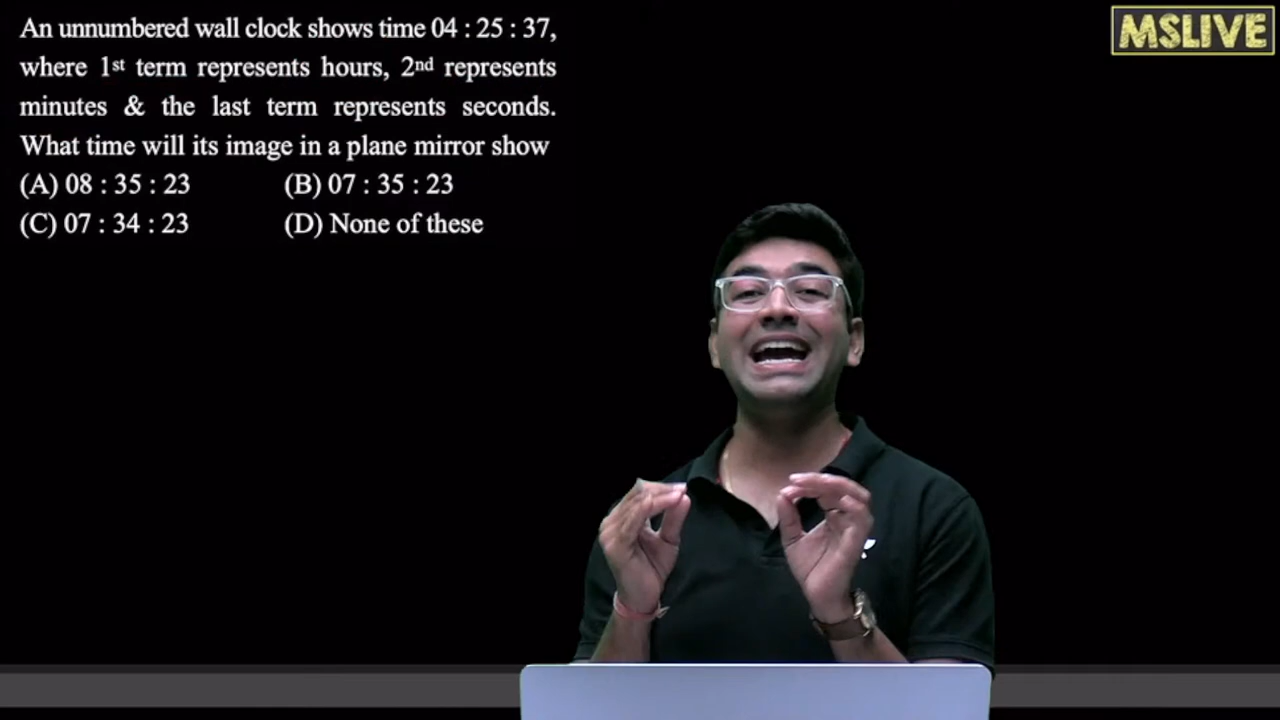 An unnumbered wall clock shows time 04 : 25 : 37,
where 1st term represents hours, 2nd represents
minutes & the last term represents seconds.
What time will its image in a plane mirror show
(A) 08 : 35 : 23 (B) 07 : 35 : 23
(C) 07 : 34 : 23 (D) None of these
MSLIVE